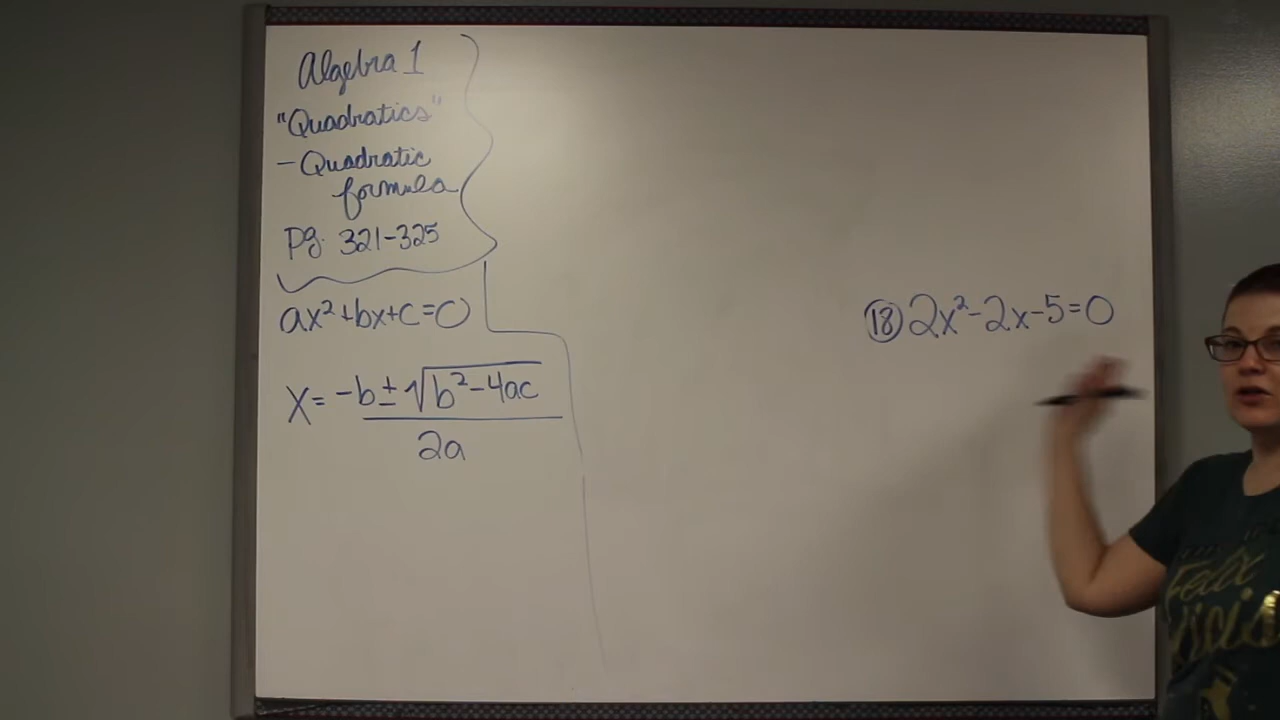 Algebra 1
"Quadratics"
- Quadratic
formula
Pg. 321-325
ax²+bx+c=0
x= -b±√b²-4ac
2a
⑱ 2x²-2x-5=0
Felix